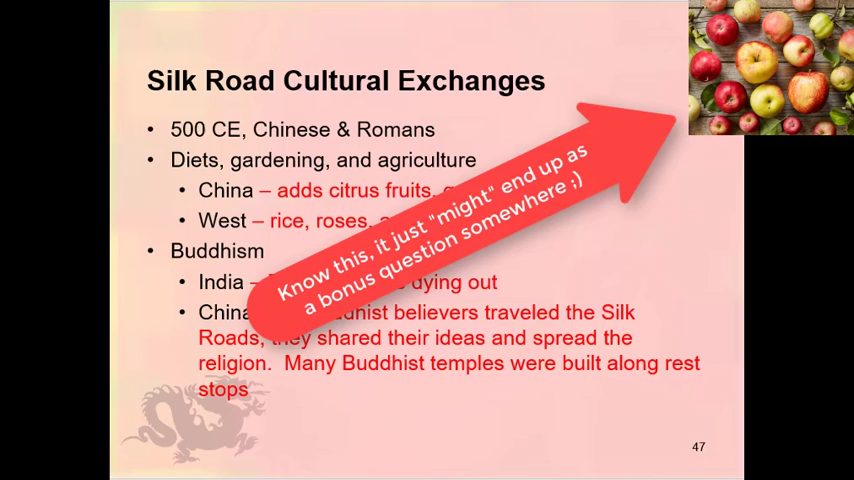 Silk Road Cultural Exchanges
• 500 CE, Chinese & Romans
• Diets, gardening, and agriculture
• China – adds citrus fruits,
• West – rice, roses,
• Buddhism
• India – dying out
• China believers traveled the Silk
Roads, they shared their ideas and spread the
religion. Many Buddhist temples were built along rest
stops
Know this, it just "might" end up as
a bonus question somewhere ;)
47